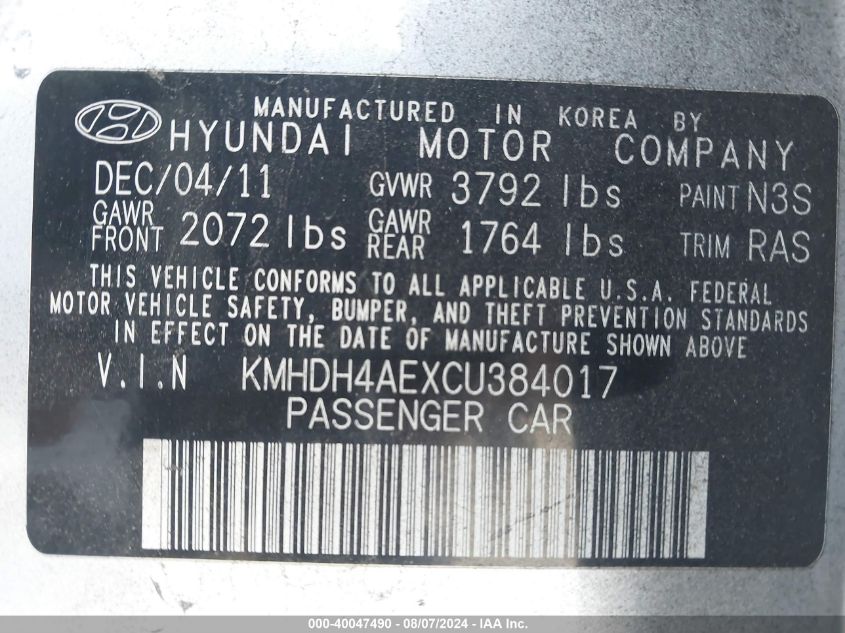 MANUFACTURED IN KOREA BY
HYUNDAI MOTOR COMPANY
DEC/04/11 GVWR 3792 lbs PAINT N3S
GAWR FRONT 2072 lbs GAWR REAR 1764 lbs TRIM RAS
THIS VEHICLE CONFORMS TO ALL APPLICABLE U.S.A. FEDERAL
MOTOR VEHICLE SAFETY, BUMPER, AND THEFT PREVENTION STANDARDS
IN EFFECT ON THE DATE OF MANUFACTURE SHOWN ABOVE
V.I.N KMHDH4AEXCU384017
PASSENGER CAR
000-40047490 - 08/07/2024 - IAA Inc.